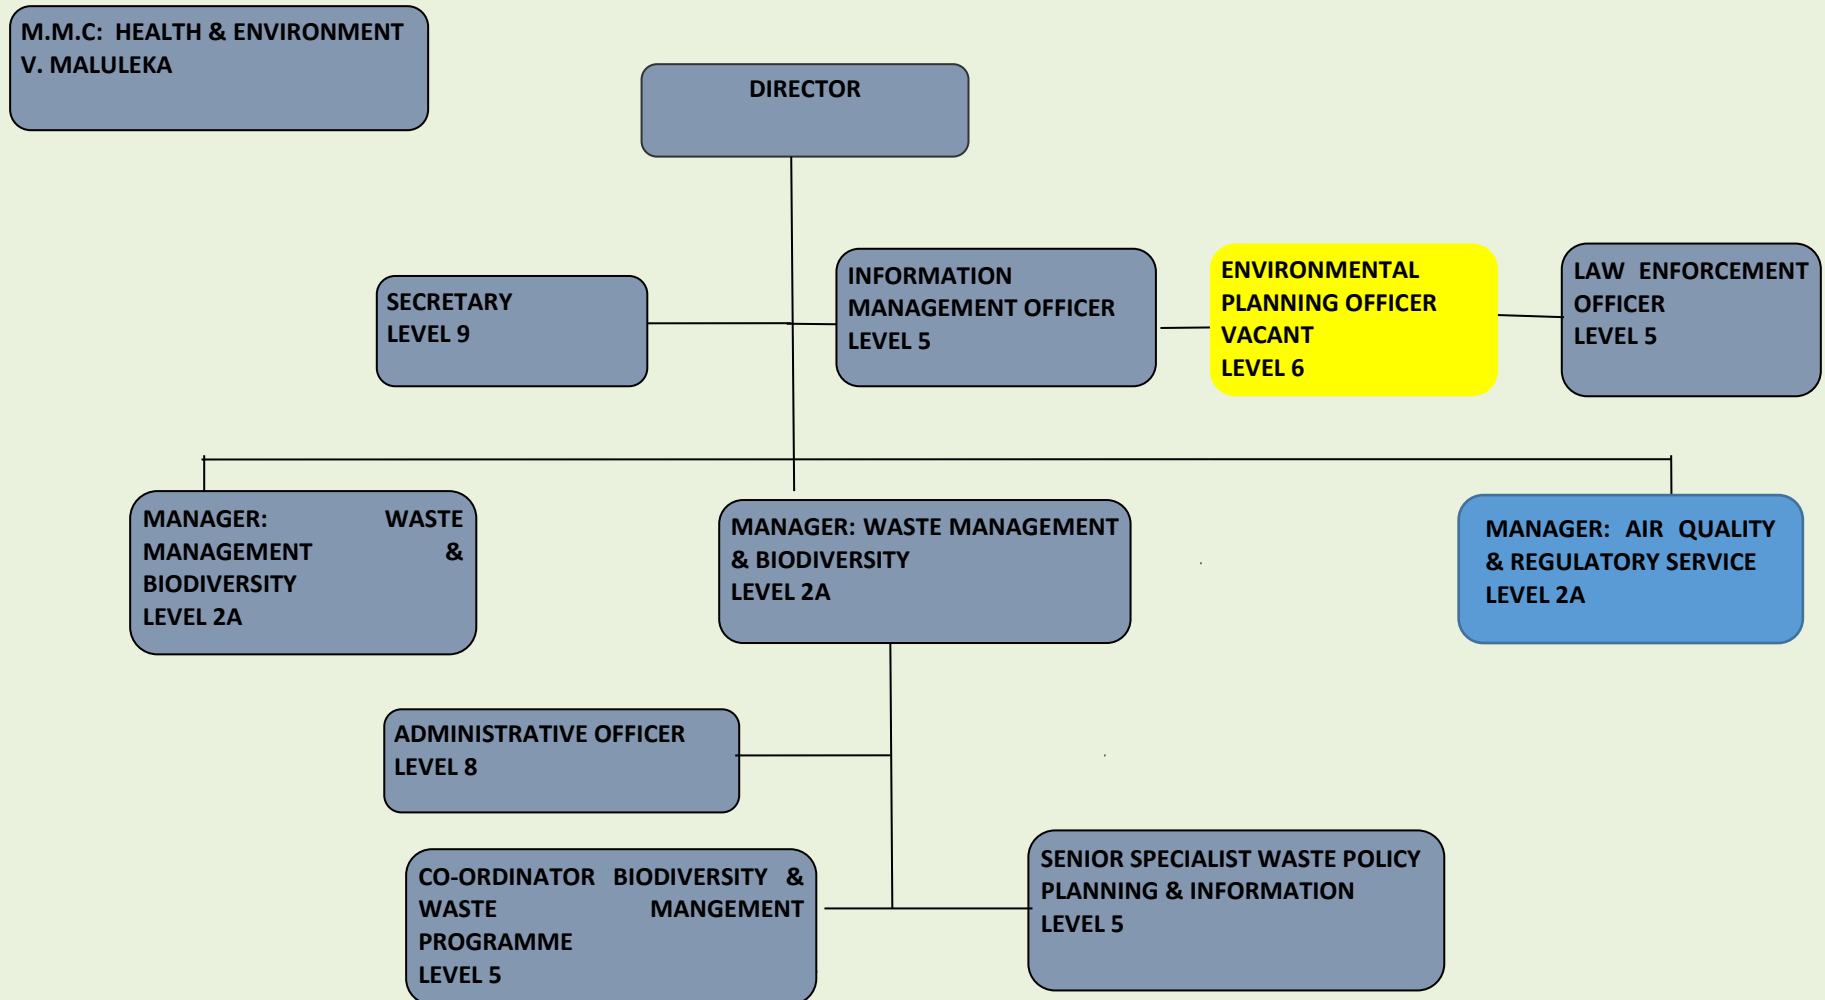 M.M.C: HEALTH & ENVIRONMENT
V. MALULEKA
DIRECTOR
SECRETARY
LEVEL 9
INFORMATION
MANAGEMENT OFFICER
LEVEL 5
ENVIRONMENTAL
PLANNING OFFICER
VACANT
LEVEL 6
LAW ENFORCEMENT
OFFICER
LEVEL 5
MANAGER: WASTE
MANAGEMENT &
BIODIVERSITY
LEVEL 2A
MANAGER: WASTE MANAGEMENT
& BIODIVERSITY
LEVEL 2A
MANAGER: AIR QUALITY
& REGULATORY SERVICE
LEVEL 2A
ADMINISTRATIVE OFFICER
LEVEL 8
CO-ORDINATOR BIODIVERSITY &
WASTE MANGEMENT
PROGRAMME
LEVEL 5
SENIOR SPECIALIST WASTE POLICY
PLANNING & INFORMATION
LEVEL 5